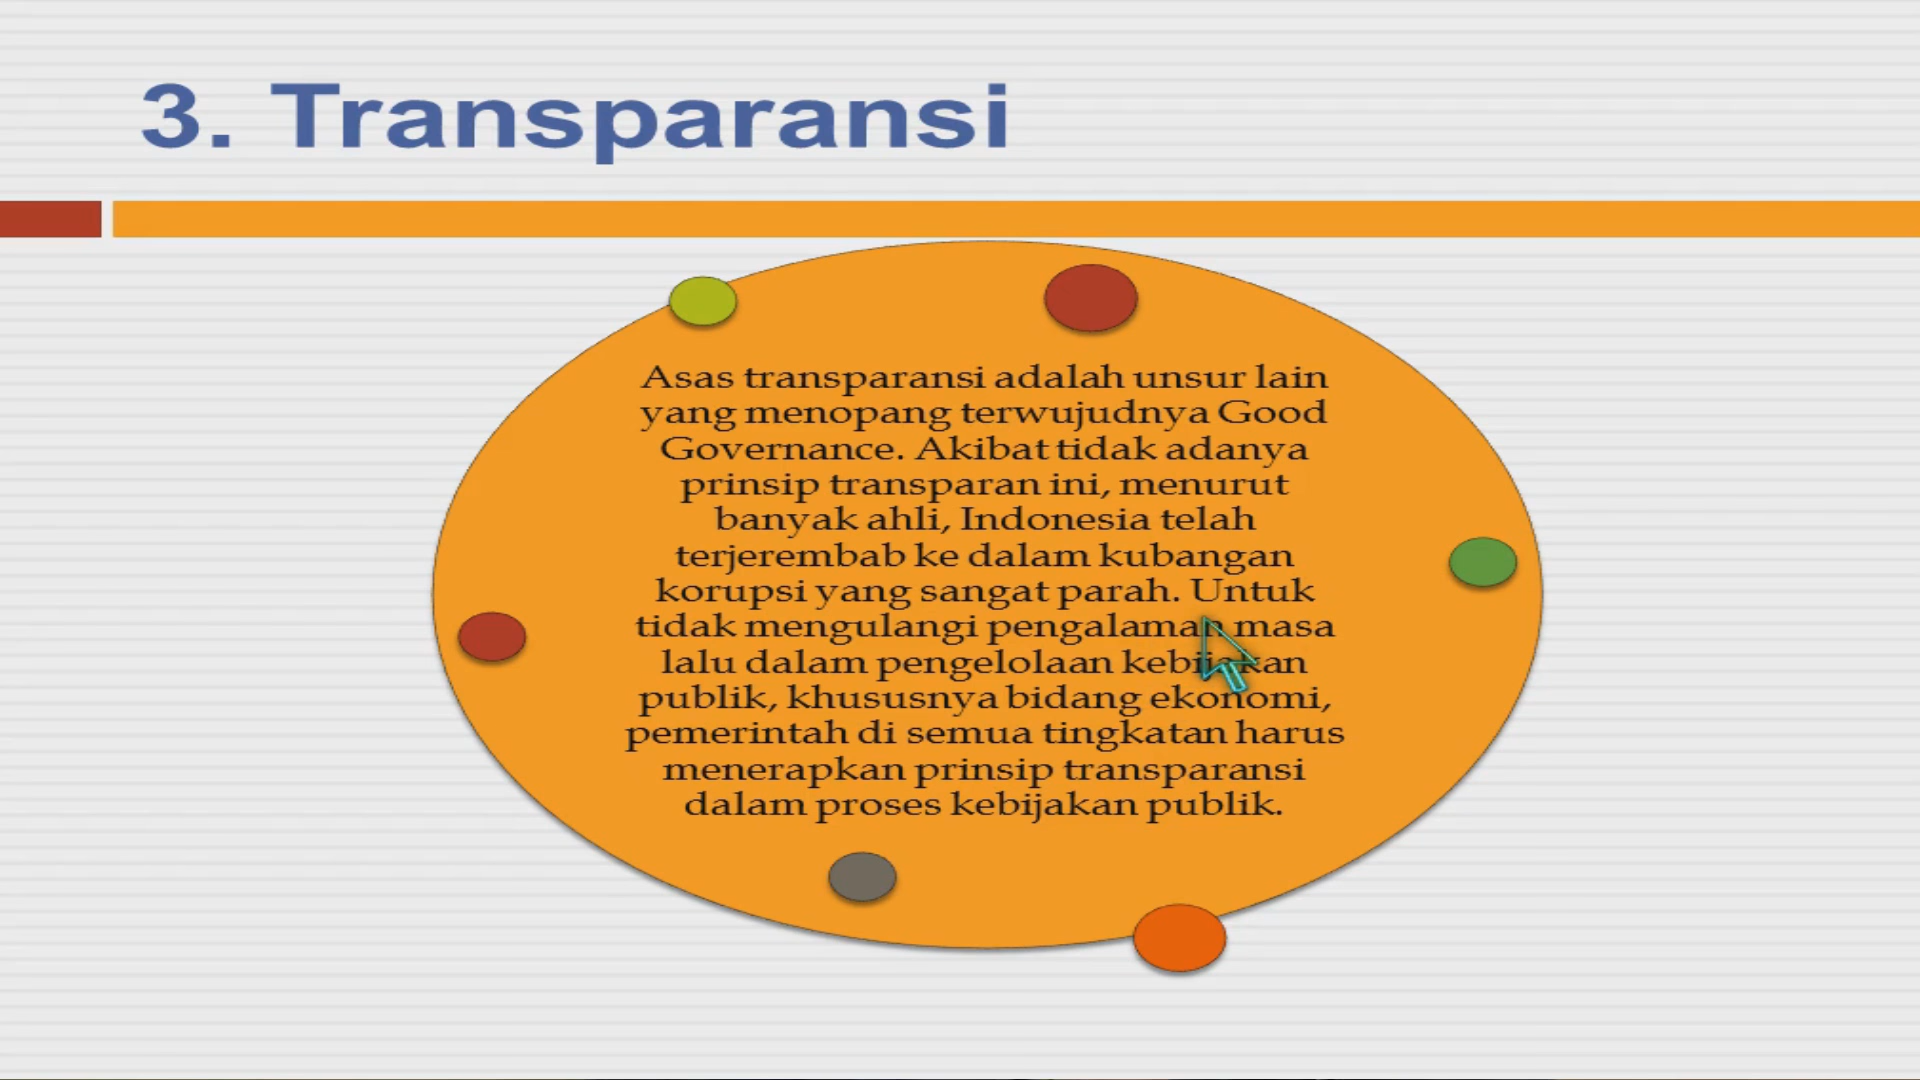 3. Transparansi
Asas transparansi adalah unsur lain
yang menopang terwujudnya Good
Governance. Akibat tidak adanya
prinsip transparan ini, menurut
banyak ahli, Indonesia telah
terjerembab ke dalam kubangan
korupsi yang sangat parah. Untuk
tidak mengulangi pengalaman masa
lalu dalam pengelolaan kebijakan
publik, khususnya bidang ekonomi,
pemerintah di semua tingkatan harus
menerapkan prinsip transparansi
dalam proses kebijakan publik.